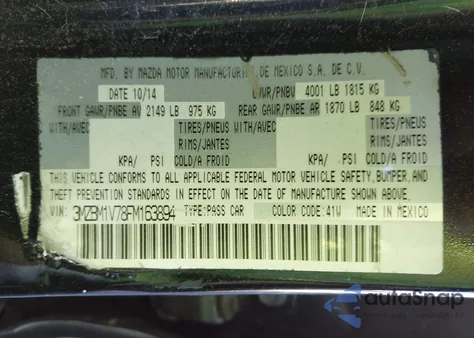 MFD. BY MAZDA MOTOR MANUFACTURING DE MEXICO S.A. DE C.V.
DATE 10/14 GVWR/PNBV 4001 LB 1815 KG
FRONT GAWR/PNBE AV 2149 LB 975 KG REAR GAWR/PNBE AR 1870 LB 848 KG
WITH/AVEC TIRES/PNEUS WITH/AVEC TIRES/PNEUS
RIMS/JANTES RIMS/JANTES
KPA/ PSI COLD/A FROID KPA/ PSI COLD/A FROID
THIS VEHICLE CONFORMS TO ALL APPLICABLE FEDERAL MOTOR VEHICLE SAFETY, BUMPER, AND
THEFT PREVENTION STANDARDS IN EFFECT ON THE DATE OF MANUFACTURE SHOWN ABOVE.
VIN: 3MZBM1V78FM163894 TYPE:PASS CAR COLOR CODE:41W MADE IN MEXICO
autoSnap